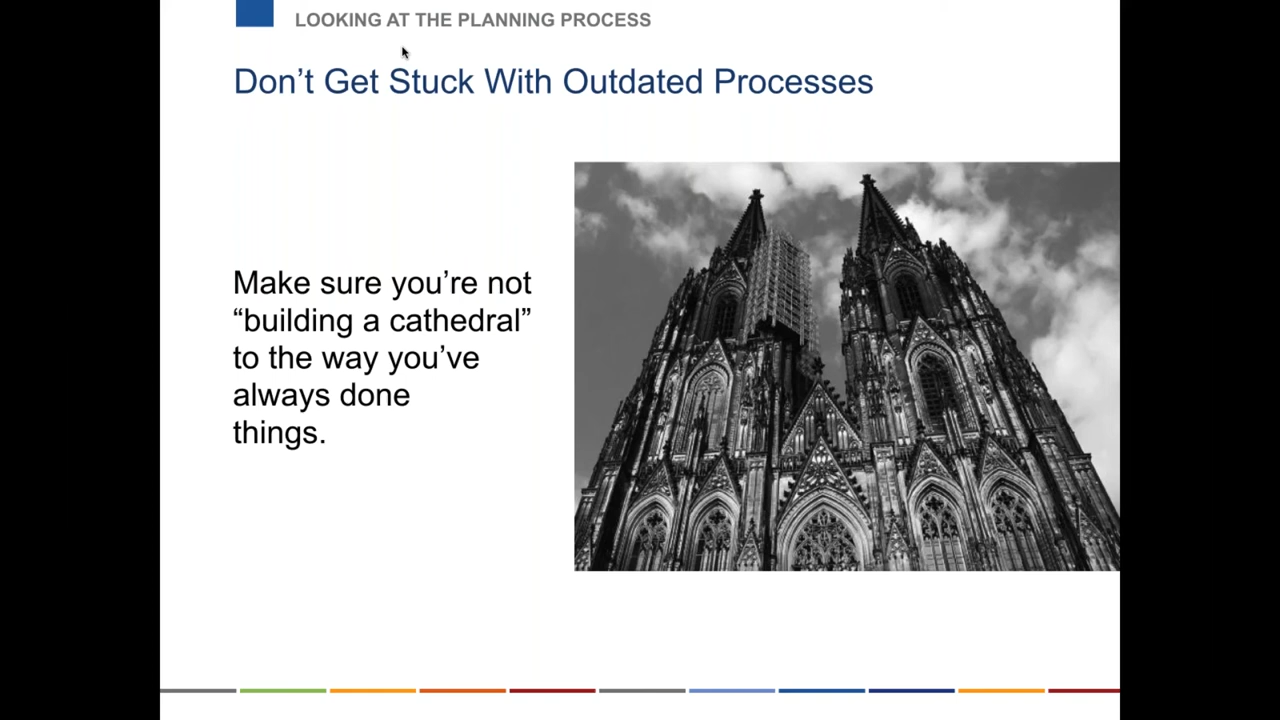 LOOKING AT THE PLANNING PROCESS
Don’t Get Stuck With Outdated Processes
Make sure you’re not
“building a cathedral”
to the way you’ve
always done
things.